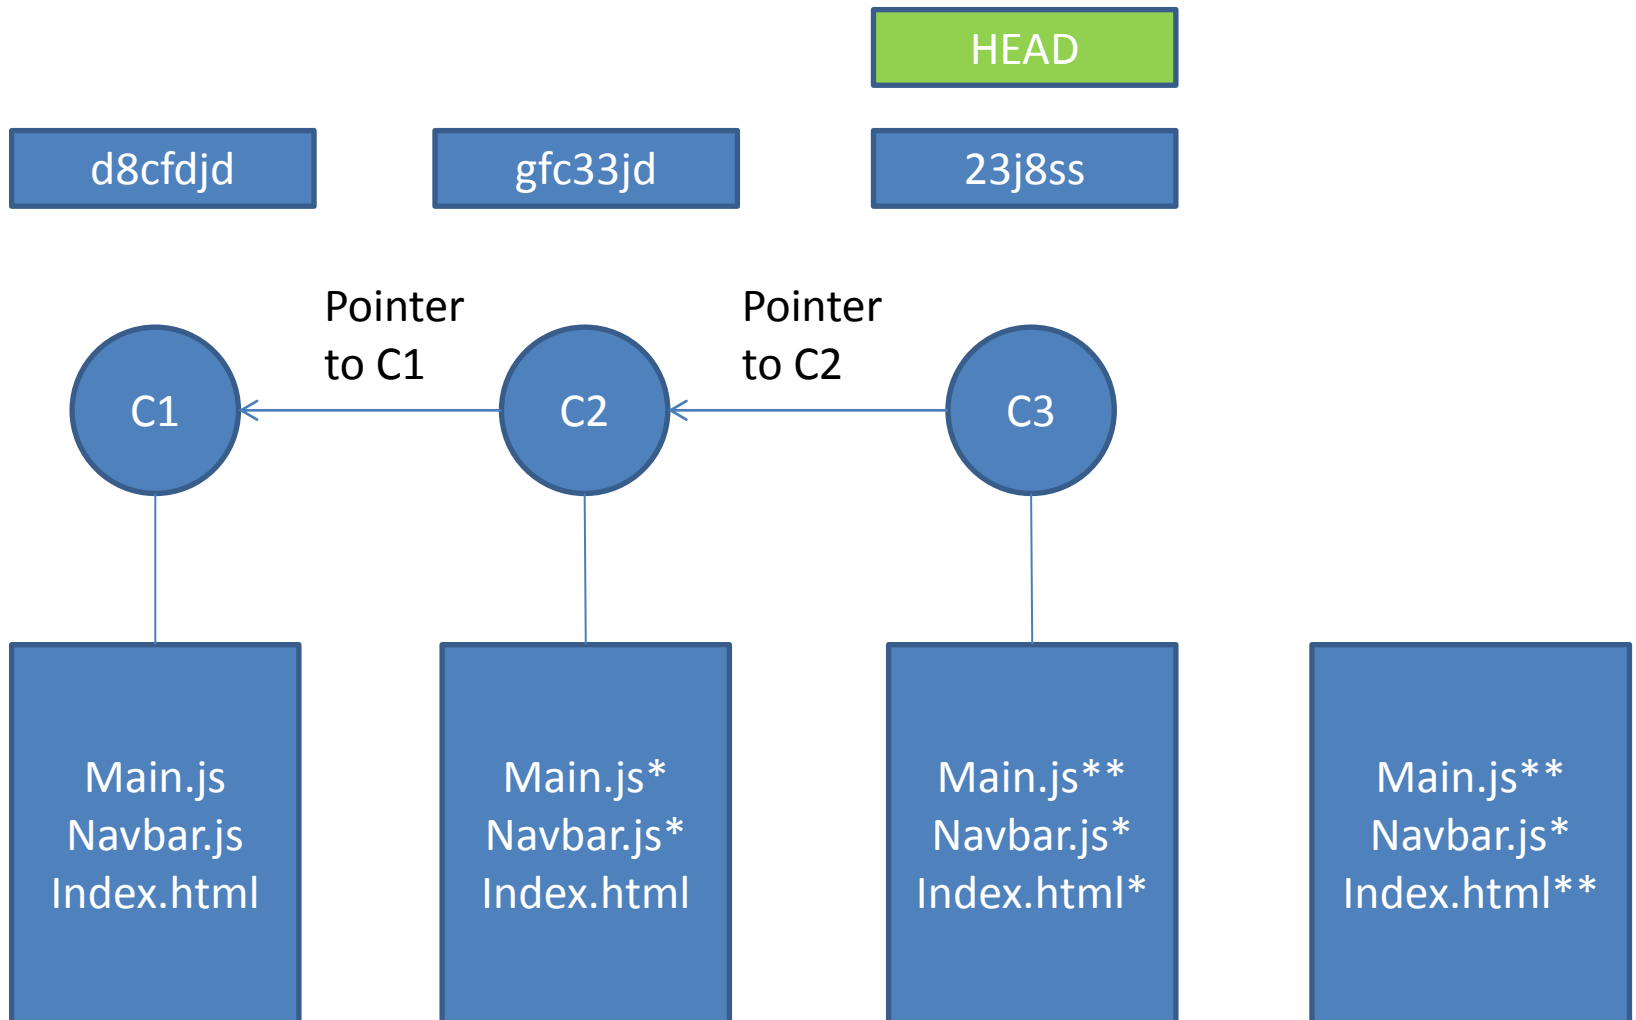 HEAD
d8cfdjd
gfc33jd
23j8ss
Pointer
to C1
Pointer
to C2
C1
C2
C3
Main.js
Navbar.js
Index.html
Main.js*
Navbar.js*
Index.html
Main.js**
Navbar.js*
Index.html*
Main.js**
Navbar.js*
Index.html**